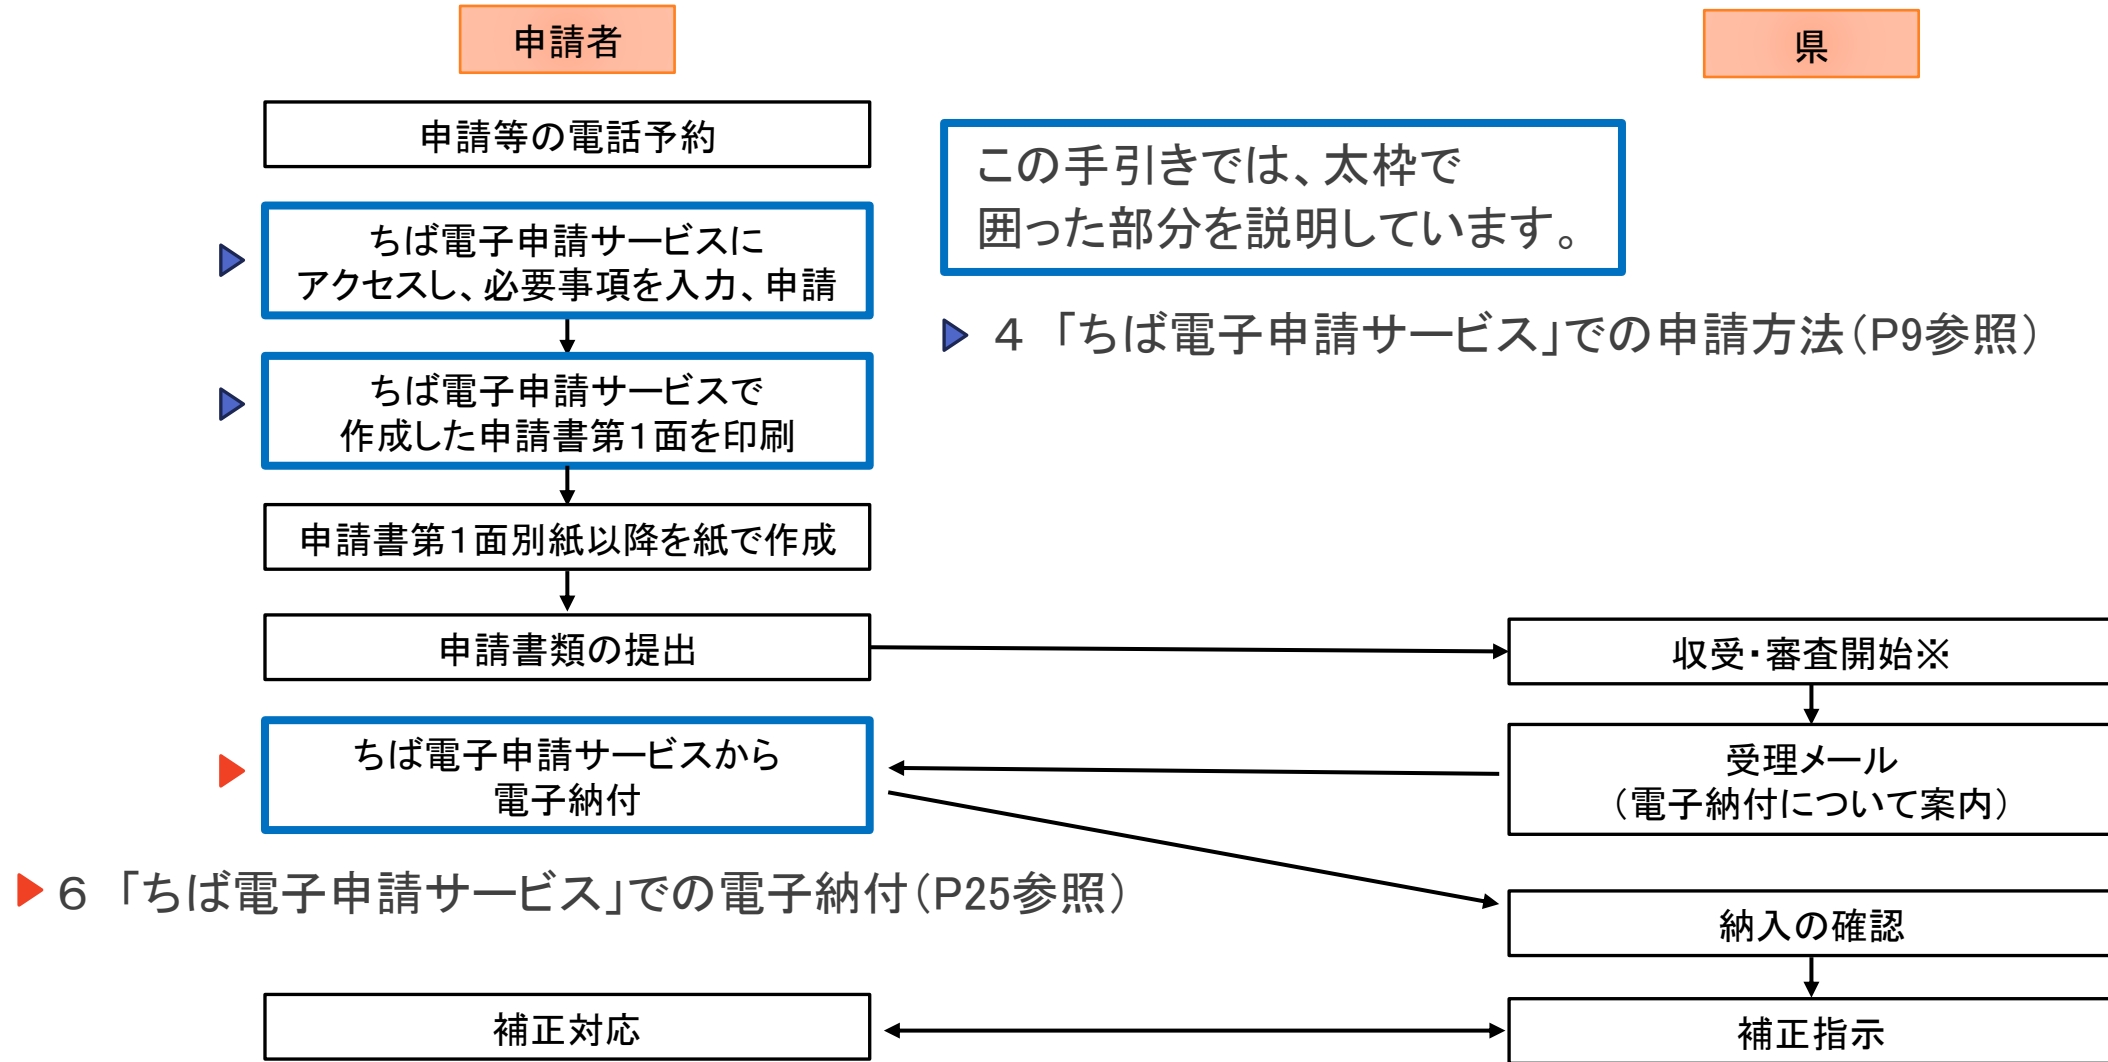 申請者
県
申請等の電話予約
この手引きでは、太枠で
囲った部分を説明しています。
ちば電子申請サービスに
アクセスし、必要事項を入力、申請
４ 「ちば電子申請サービス」での申請方法（P9参照）
ちば電子申請サービスで
作成した申請書第１面を印刷
申請書第１面別紙以降を紙で作成
申請書類の提出
収受・審査開始※
ちば電子申請サービスから
電子納付
受理メール
（電子納付について案内）
６ 「ちば電子申請サービス」での電子納付（P25参照）
納入の確認
補正対応
補正指示